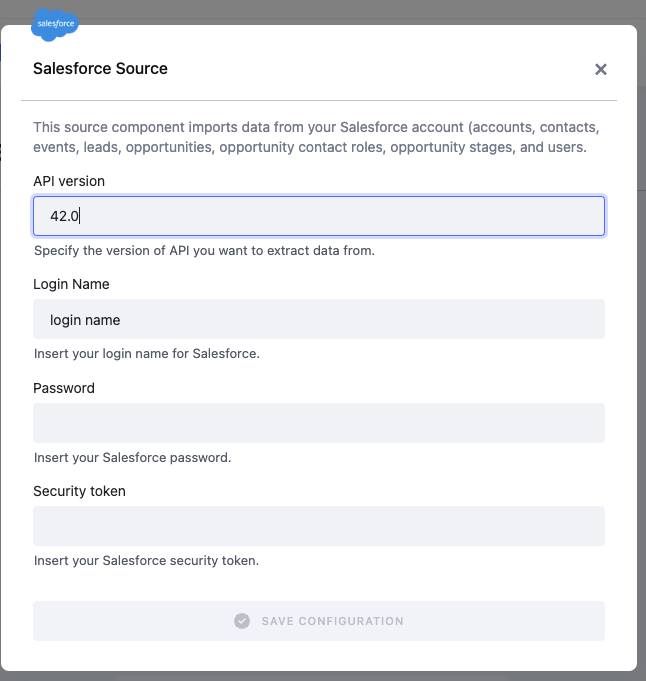 salesforce
Salesforce Source
This source component imports data from your Salesforce account (accounts, contacts,
events, leads, opportunities, opportunity contact roles, opportunity stages, and users.
API version
42.0
Specify the version of API you want to extract data from.
Login Name
login name
Insert your login name for Salesforce.
Password
Insert your Salesforce password.
Security token
Insert your Salesforce security token.
SAVE CONFIGURATION